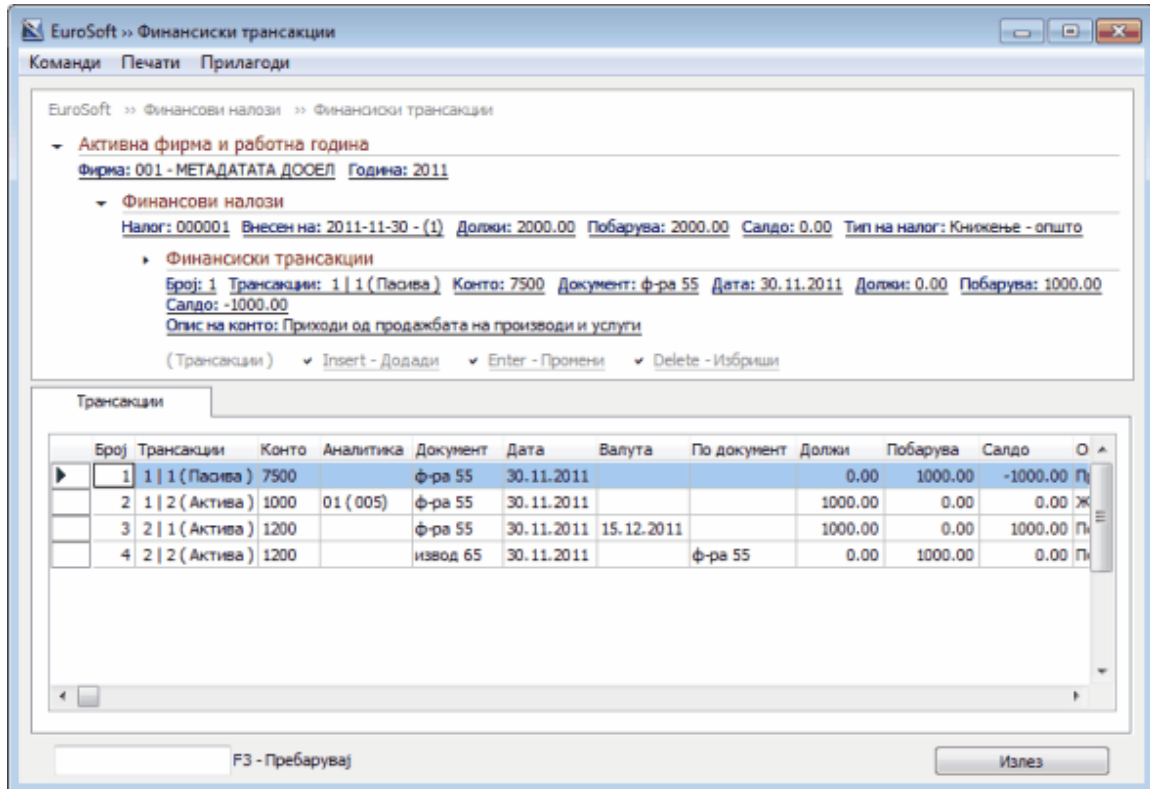 EuroSoft » Финансиски трансакции
Команди Печати Прилагоди
EuroSoft » Финансови налози » Финансиски трансакции
Активна фирма и работна година
Фирма: 001 - МЕТАДАТАТА ДООЕЛ Година: 2011
Финансови налози
Налог: 000001 Внесен на: 2011-11-30 - (1) Должи: 2000.00 Побарува: 2000.00 Салдо: 0.00 Тип на налог: Книжење - општо
Финансиски трансакции
Број: 1 Трансакции: 1 | 1 ( Пасива ) Конто: 7500 Документ: ф-ра 55 Дата: 30.11.2011 Должи: 0.00 Побарува: 1000.00
Салдо: -1000.00
Опис на конто: Приходи од продажбата на производи и услуги
( Трансакции ) Insert - Додади Enter - Промени Delete - Избриши
Трансакции
Број Трансакции Конто Аналитика Документ Дата Валута По документ Должи Побарува Салдо О
1 1 | 1 ( Пасива ) 7500 ф-ра 55 30.11.2011 0.00 1000.00 -1000.00
2 1 | 2 ( Актива ) 1000 01 ( 005) ф-ра 55 30.11.2011 1000.00 0.00 0.00 Ж
3 2 | 1 ( Актива ) 1200 ф-ра 55 30.11.2011 15.12.2011 1000.00 0.00 1000.00
4 2 | 2 ( Актива ) 1200 извод 65 30.11.2011 ф-ра 55 0.00 1000.00 0.00
F3 - Пребарувај Излез